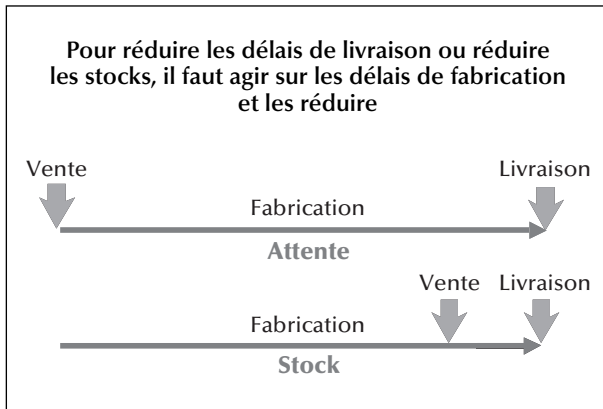 Pour réduire les délais de livraison ou réduire
les stocks, il faut agir sur les délais de fabrication
et les réduire
Vente Livraison
Fabrication
Attente
Vente Livraison
Fabrication
Stock